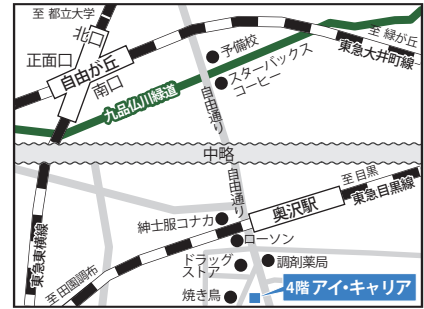 至 都立大学
北口
正面口
自由が丘
南口
九品仏川緑道
予備校
スターバックス
コーヒー
自由通り
至 緑が丘
東急大井町線
中略
自由通り
至 目黒
東急目黒線
奥沢駅
紳士服コナカ
ローソン
東急東横線
至 田園調布
ドラッグ
ストア
調剤薬局
焼き鳥
4階 アイ・キャリア